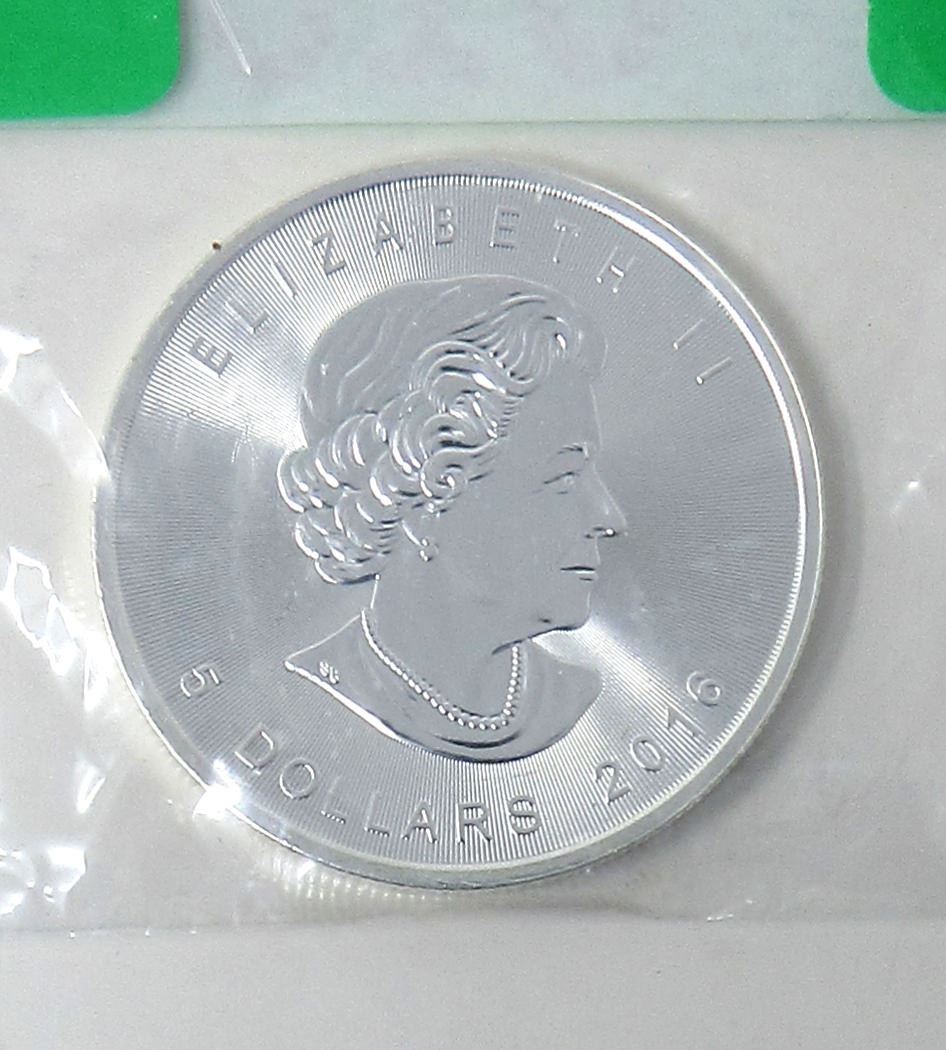 ELIZABETH II
5 DOLLARS 2016